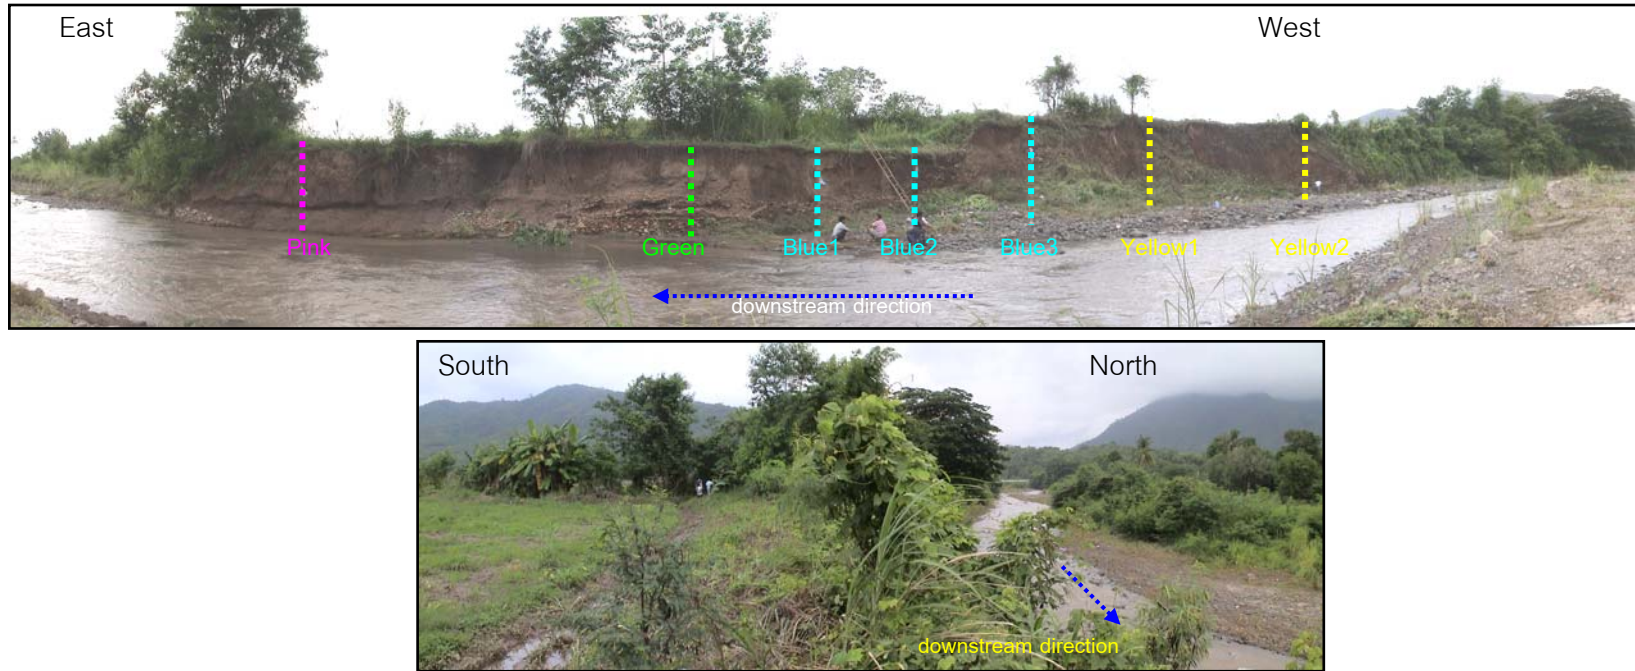 East
West
Pink
Green
Blue1
Blue2
Blue3
Yellow1
Yellow2
downstream direction
South
North
downstream direction